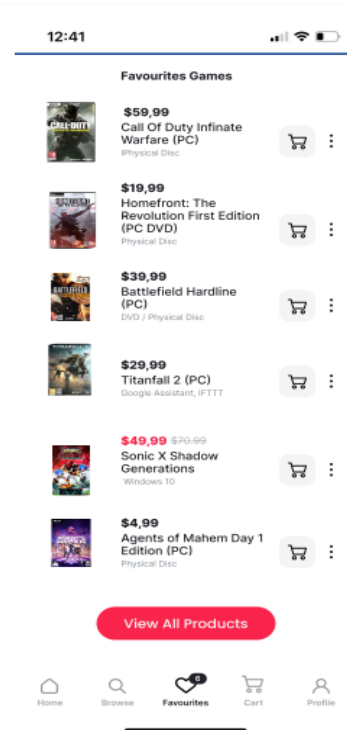 12:41
Favourites Games
$59,99
Call Of Duty Infinate
Warfare (PC)
IPhysical Disc
$19,99
Homefront: The
Revolution First Edition
(PC DVD)
Physical Disc
$39,99
Battlefield Hardline
(PC)
DVD / Physical Disc
TITANFALL
$29,99
Titanfall 2 (PC)
Google Assistant, IFTTT
$49,99 $70.99
Sonic X Shadow
Generations
Windows 10
$4,99
Agents of Mahem Day 1
Edition (PC)
Physical Disc
View All Products
6
Home
Browse
Favourites
Cart
Profile